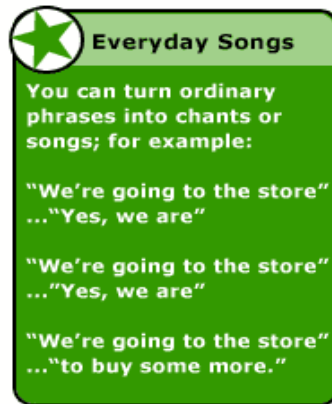 Everyday Songs
You can turn ordinary
phrases into chants or
songs; for example:
“We’re going to the store”
...“Yes, we are”
“We’re going to the store”
...”Yes, we are”
“We’re going to the store”
...“to buy some more.”